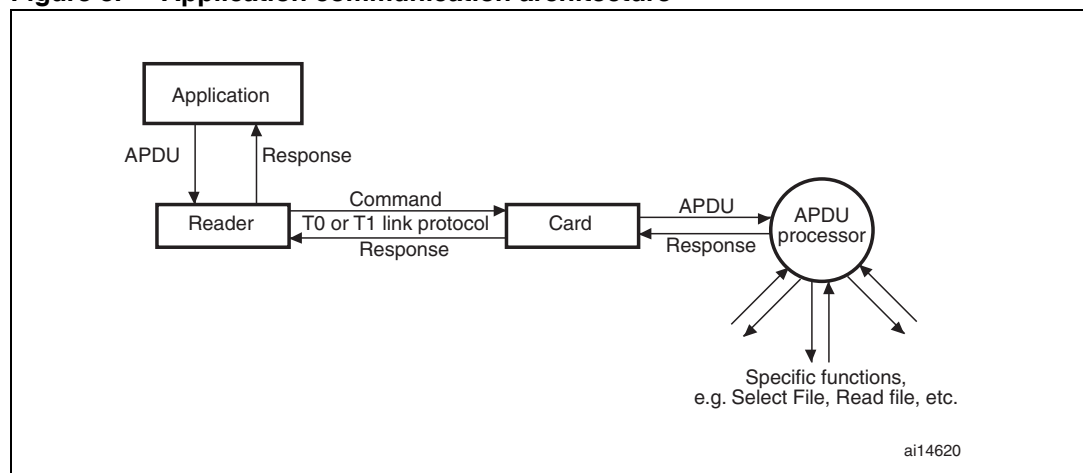 Figure
Application communication architecture
Application
APDU
Response
Reader
Command
T0 or T1 link protocol
Response
Card
APDU
Response
APDU
processor
Specific functions,
e.g. Select File, Read file, etc.
ai14620